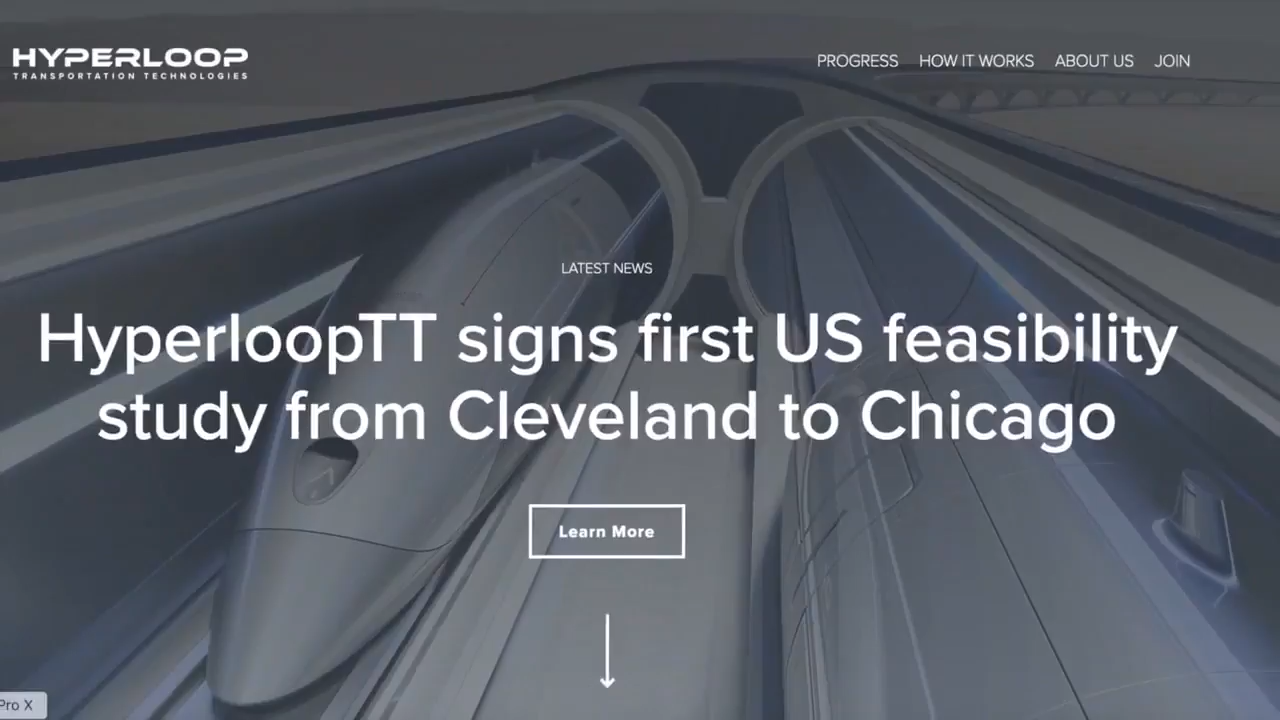 HYPERLOOP
TRANSPORTATION TECHNOLOGIES
PROGRESS HOW IT WORKS ABOUT US JOIN
LATEST NEWS
HyperloopTT signs first US feasibility
study from Cleveland to Chicago
Learn More
Pro X